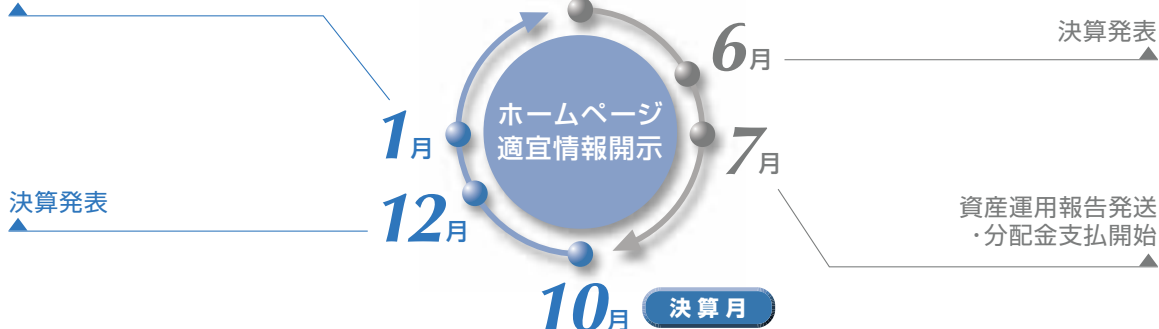 決算発表
6月
ホームページ
適宜情報開示
1月
7月
決算発表
12月
資産運用報告発送
・分配金支払開始
10月
決算月